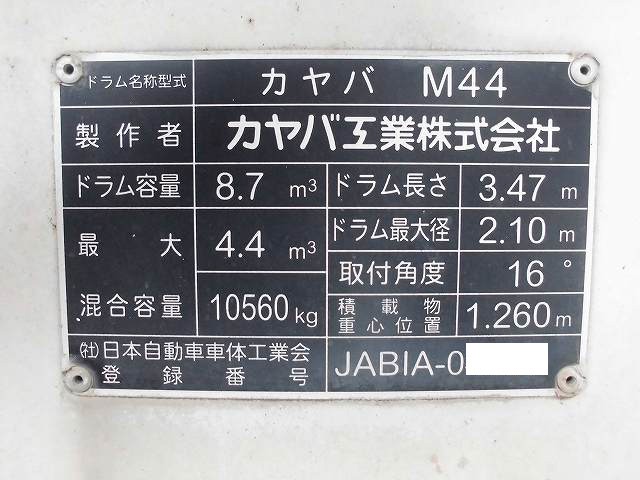 ドラム名称型式 カヤバ M44
製作者 カヤバ工業株式会社
ドラム容量 8.7 m³ ドラム長さ 3.47 m
最大混合容量 4.4 m³ ドラム最大径 2.10 m
取付角度 16°
10560 kg 積載物重心位置 1.260 m
(社)日本自動車車体工業会
登録番号 JABIA-0